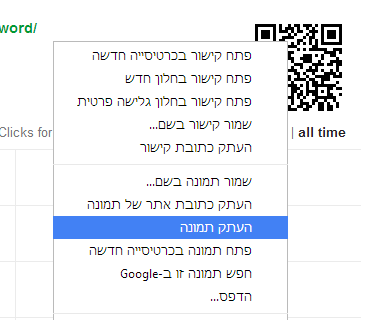 word/
פתח קישור בכרטיסייה חדשה
פתח קישור בחלון חדש
פתח קישור בחלון גלישה פרטית
שמור קישור בשם...
Clicks for
| all time
העתק כתובת קישור
שמור תמונה בשם...
העתק כתובת אתר של תמונה
העתק תמונה
פתח תמונה בכרטיסייה חדשה
חפש תמונה זו ב-Google
הדפס...